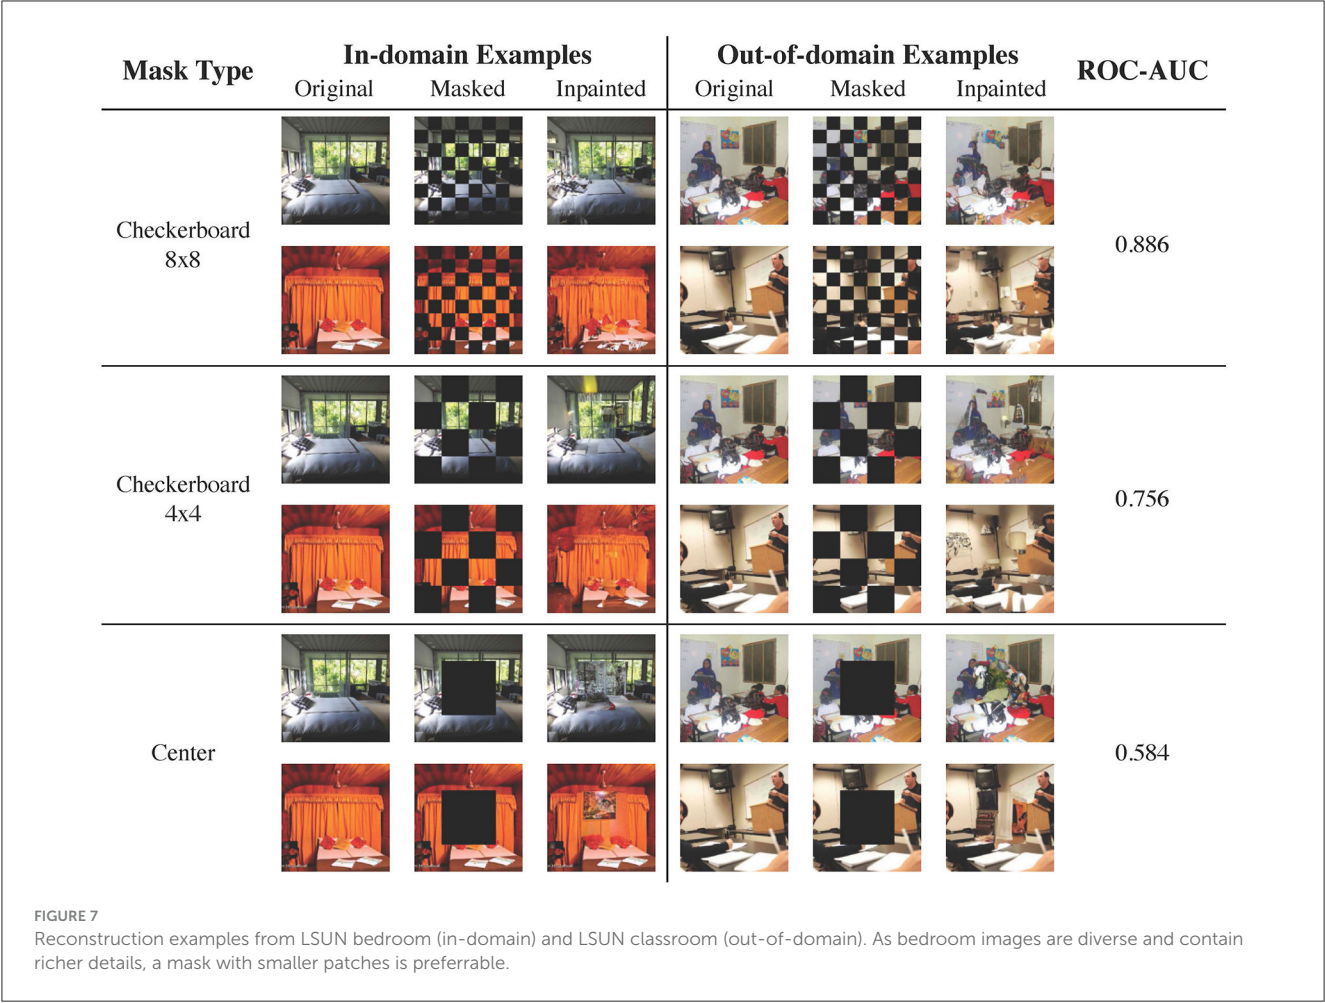 Mask Type
In-domain Examples
Out-of-domain Examples
ROC-AUC
Original
Masked
Inpainted
Original
Masked
Inpainted
Checkerboard
8x8
0.886
Checkerboard
4x4
0.756
Center
0.584
FIGURE 7
Reconstruction examples from LSUN bedroom (in-domain) and LSUN classroom (out-of-domain). As bedroom images are diverse and contain
richer details, a mask with smaller patches is preferrable.